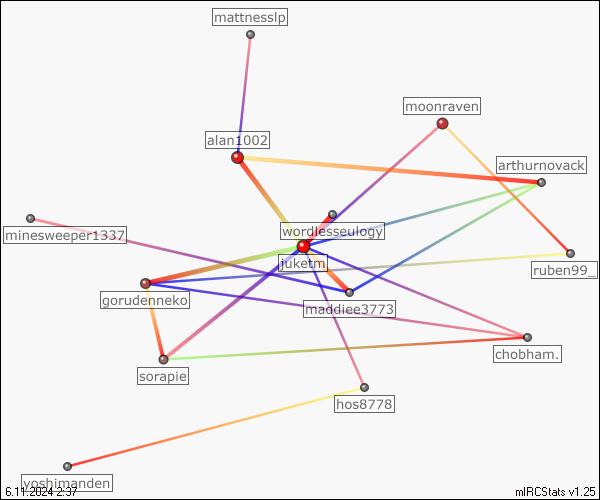 mattnesslp
moonraven
alan1002
arthurnovack
wordlesseulogy
minesweeper1337
juketm
ruben99_
gorudenneko
maddiee3773
chobham.
sorapie
hos8778
yoshimanden
6.11.2024 2:37
mIRCStats v1.25